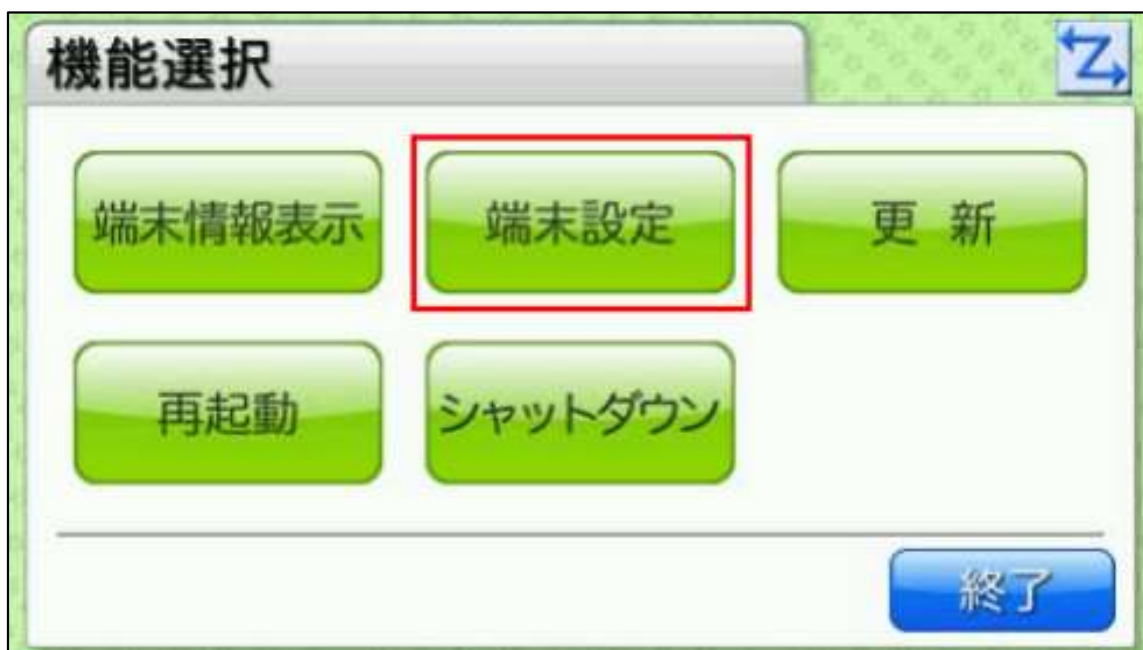 機能選択
端末情報表示
端末設定
更 新
再起動
シャットダウン
終了